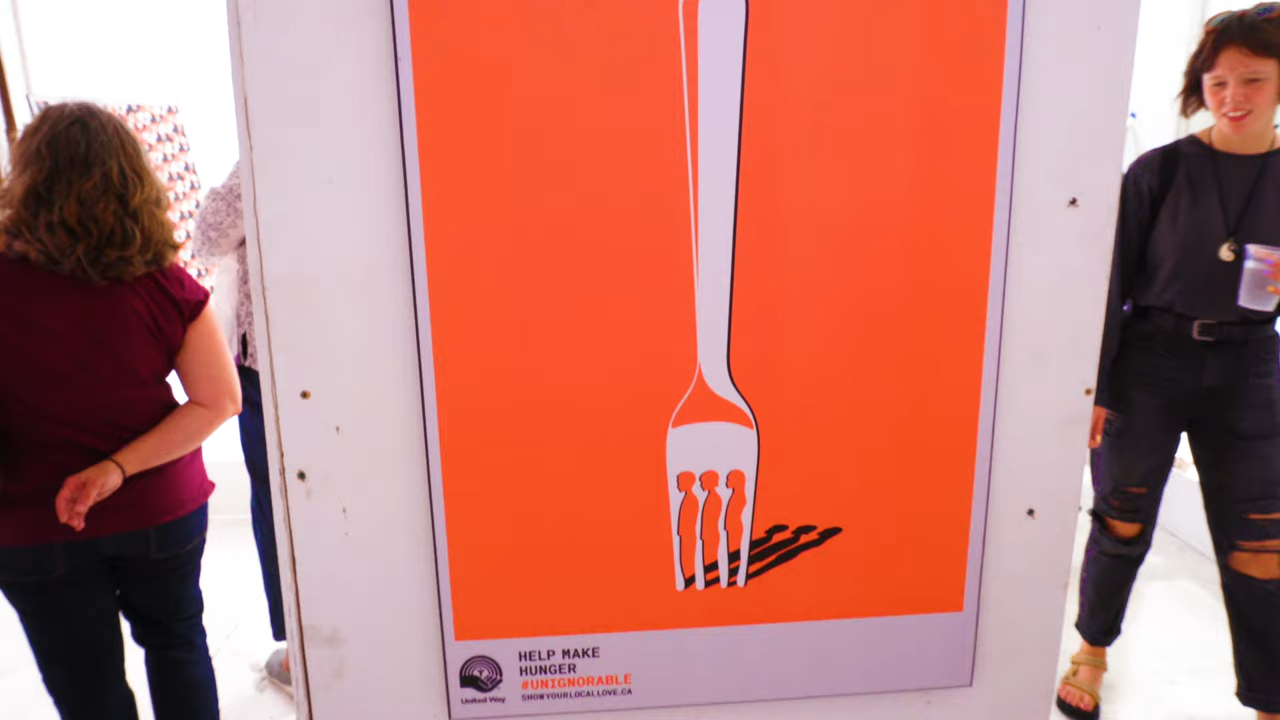 HELP MAKE
HUNGER
#UNIGNORABLE
SHOWYOURLOCALLOVE.CA
United Way